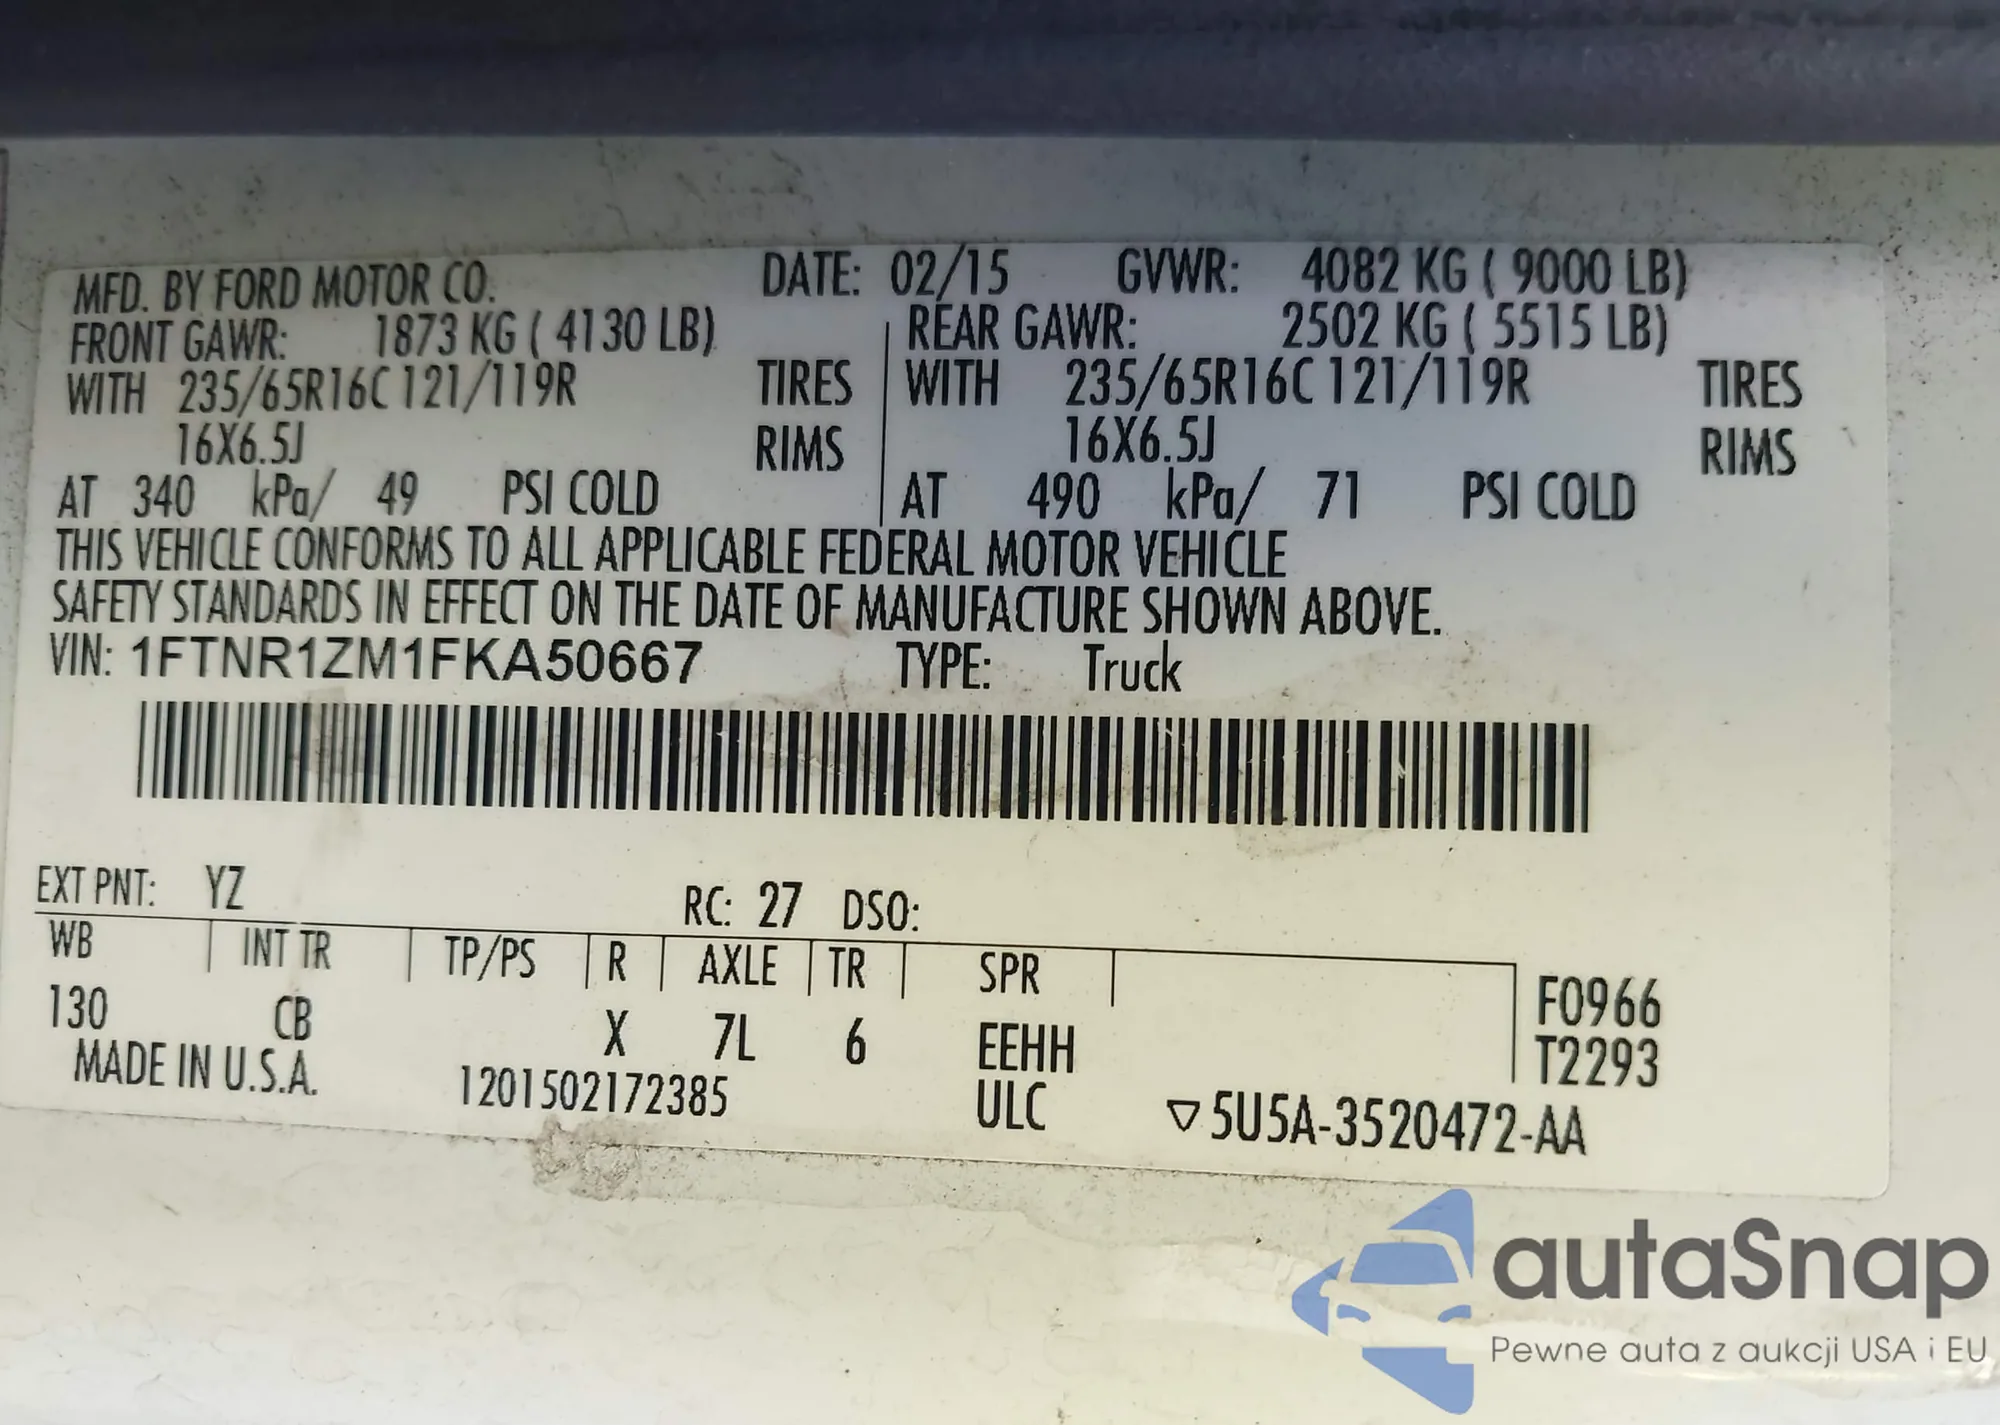 MFD. BY FORD MOTOR CO. DATE: 02/15 GVWR: 4082 KG ( 9000 LB)
FRONT GAWR: 1873 KG ( 4130 LB) REAR GAWR: 2502 KG ( 5515 LB)
WITH 235/65R16C 121/119R TIRES WITH 235/65R16C 121/119R TIRES
16X6.5J RIMS 16X6.5J RIMS
AT 340 kPa/ 49 PSI COLD AT 490 kPa/ 71 PSI COLD
THIS VEHICLE CONFORMS TO ALL APPLICABLE FEDERAL MOTOR VEHICLE
SAFETY STANDARDS IN EFFECT ON THE DATE OF MANUFACTURE SHOWN ABOVE.
VIN: 1FTNR1ZM1FKA50667 TYPE: Truck
EXT PNT: YZ RC: 27 DSO:
WB INT TR TP/PS R AXLE TR SPR F0966
130 CB X 7L 6 EEHH T2293
MADE IN U.S.A. 1201502172385 ULC ▽5U5A-3520472-AA
autaSnap
Pewne auta z aukcji USA i EU